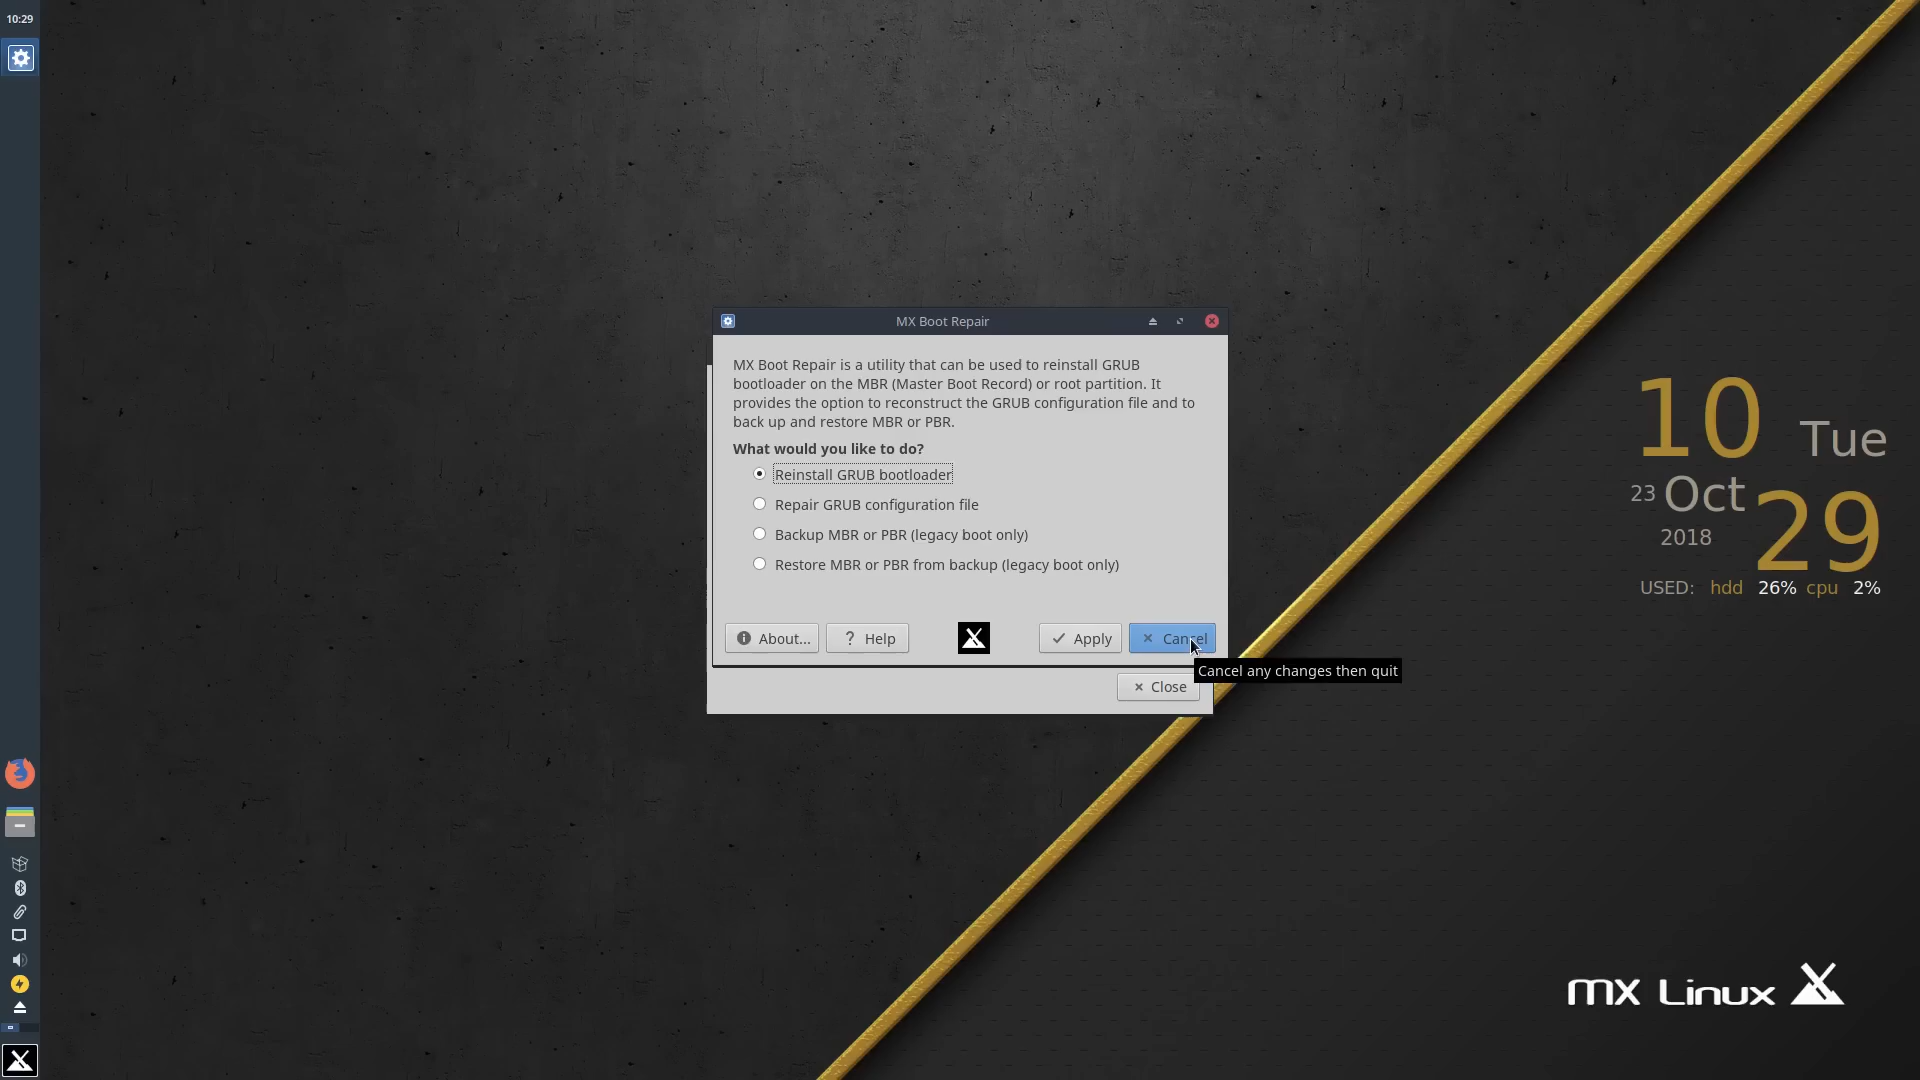 10:29
MX Boot Repair
MX Boot Repair is a utility that can be used to reinstall GRUB
bootloader on the MBR (Master Boot Record) or root partition. It
provides the option to reconstruct the GRUB configuration file and to
back up and restore MBR or PBR.
What would you like to do?
Reinstall GRUB bootloader
Repair GRUB configuration file
Backup MBR or PBR (legacy boot only)
Restore MBR or PBR from backup (legacy boot only)
About...
? Help
Apply
Cancel
Cancel any changes then quit
Close
10 Tue
23 Oct 29
2018
USED: hdd 26% cpu 2%
mx Linux